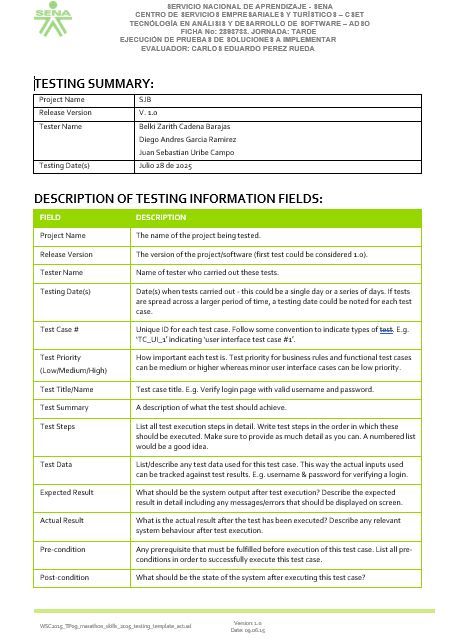 SENA
SERVICIO NACIONAL DE APRENDIZAJE - SENA
CENTRO DE SERVICIOS EMPRESARIALES Y TURÍSTICOS – CSET
TECNÓLOGÍA EN ANÁLISIS Y DESARROLLO DE SOFTWARE – ADSO
JORNADA: TARDE
EJECUCIÓN DE PRUEBAS DE SOLUCIONES A IMPLEMENTAR
EVALUADOR: CARLOS EDUARDO PEREZ RUEDA
TESTING SUMMARY:
Project Name SJB
Release Version V. 1.0
Tester Name Belki Zarith Cadena Barajas
Diego Andres Garcia Ramirez
Juan Sebastian Uribe Campo
Testing Date(s) Julio 28 de 2025
DESCRIPTION OF TESTING INFORMATION FIELDS:
FIELD DESCRIPTION
Project Name The name of the project being tested.
Release Version The version of the project/software (first test could be considered 1.0).
Tester Name Name of tester who carried out these tests.
Testing Date(s) Date(s) when tests carried out - this could be a single day or a series of days. If tests
are spread across a larger period of time, a testing date could be noted for each test
case.
Test Case # Unique ID for each test case. Follow some convention to indicate types of test. E.g.
'TC_UI_1' indicating 'user interface test case #1'.
Test Priority How important each test is. Test priority for business rules and functional test cases
(Low/Medium/High) can be medium or higher whereas minor user interface cases can be low priority.
Test Title/Name Test case title. E.g. Verify login page with valid username and password.
Test Summary A description of what the test should achieve.
Test Steps List all test execution steps in detail. Write test steps in the order in which these
should be executed. Make sure to provide as much detail as you can. A numbered list
would be a good idea.
Test Data List/describe any test data used for this test case. This way the actual inputs used
can be tracked against test results. E.g. username & password for verifying a login.
Expected Result What should be the system output after test execution? Describe the expected
result in detail including any messages/errors that should be displayed on screen.
Actual Result What is the actual result after the test has been executed? Describe any relevant
system behaviour after test execution.
Pre-condition Any prerequisite that must be fulfilled before execution of this test case. List all pre-
conditions in order to successfully execute this test case.
Post-condition What should be the state of the system after executing this test case?
Version: 1.0
Date: 09.06.15